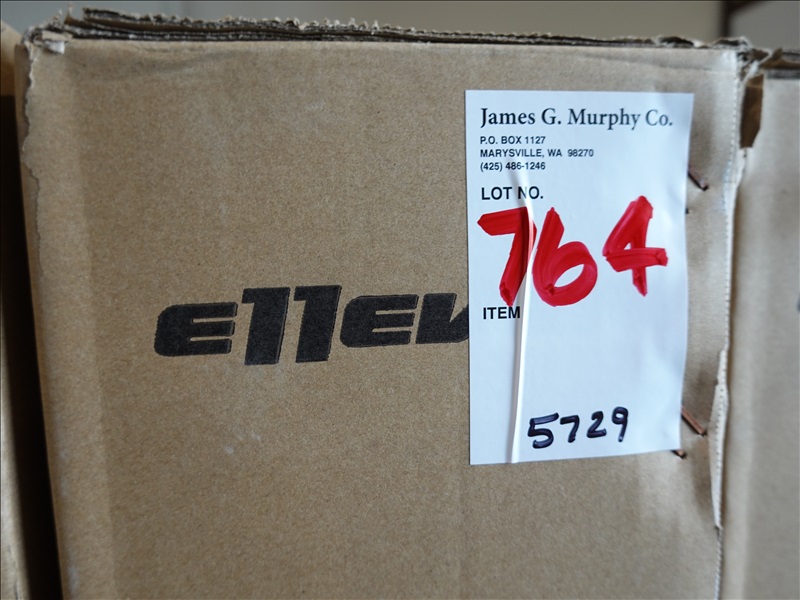 James G. Murphy Co.
P.O. BOX 1127
MARYSVILLE, WA 98270
(425) 486-1246
LOT NO.
764
ITEM
5729
e11ev